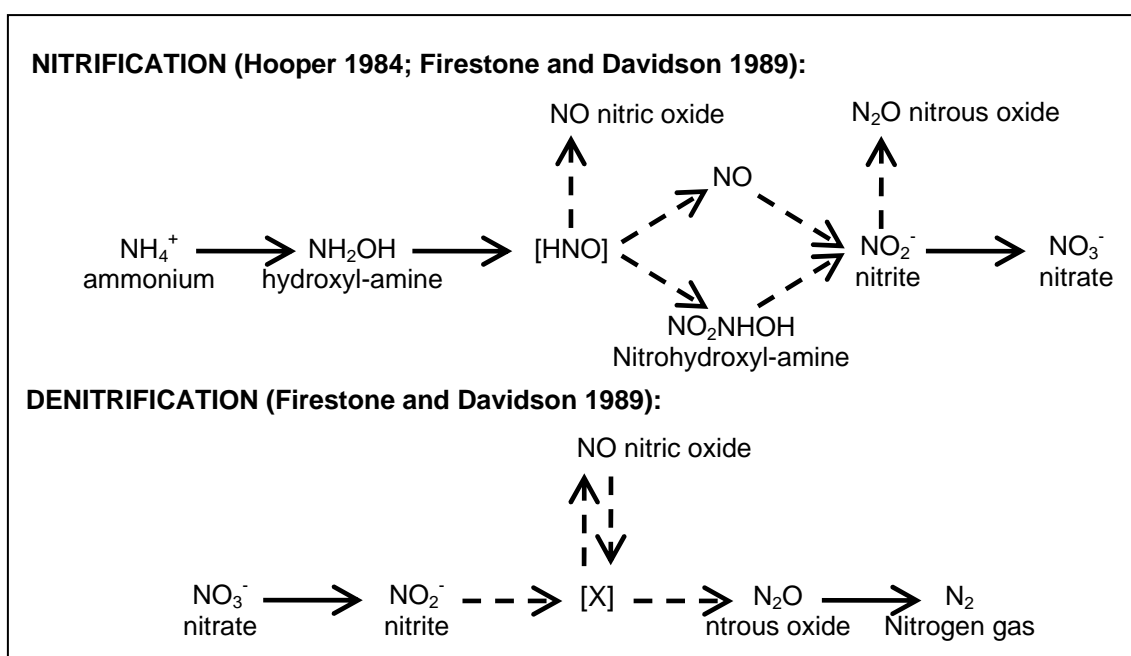 NITRIFICATION (Hooper 1984; Firestone and Davidson 1989):
NO nitric oxide
N₂O nitrous oxide
NO
NH₄⁺
ammonium
NH₂OH
hydroxyl-amine
[HNO]
NO₂⁻
nitrite
NO₃⁻
nitrate
NO₂NHOH
Nitrohydroxyl-amine
DENITRIFICATION (Firestone and Davidson 1989):
NO nitric oxide
NO₃⁻
nitrate
NO₂⁻
nitrite
[X]
N₂O
ntrous oxide
N₂
Nitrogen gas